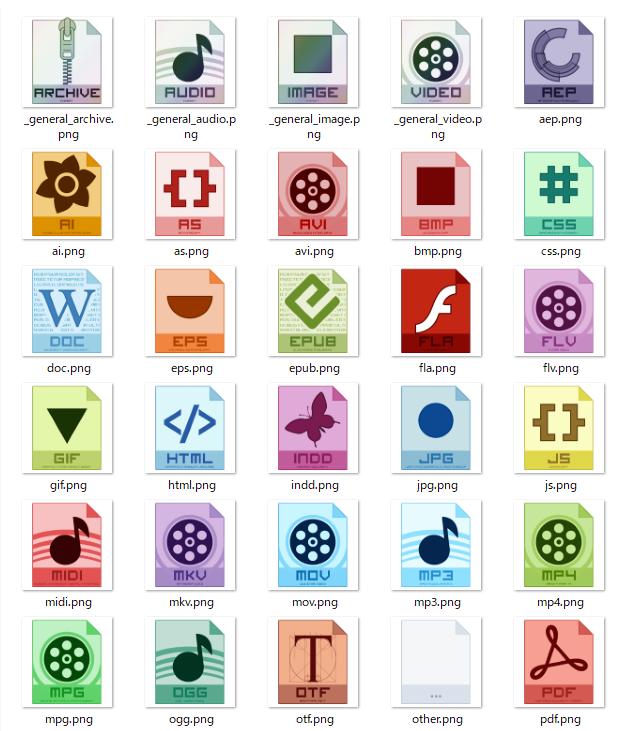 ARCHIVE
AUDIO
IMAGE
VIDEO
AEP
_general_archive.
png
_general_audio.p
ng
_general_image.p
ng
_general_video.p
ng
aep.png
AI
AS
AVI
BMP
CSS
ai.png
as.png
avi.png
bmp.png
css.png
W
DOC
EPS
EPUB
FLA
FLV
doc.png
eps.png
epub.png
fla.png
flv.png
GIF
</>
HTML
INDD
JPG
{}
JS
gif.png
html.png
indd.png
jpg.png
js.png
MIDI
MKV
MOV
MP3
MP4
midi.png
mkv.png
mov.png
mp3.png
mp4.png
MPG
OGG
T
OTF
...
PDF
mpg.png
ogg.png
otf.png
other.png
pdf.png